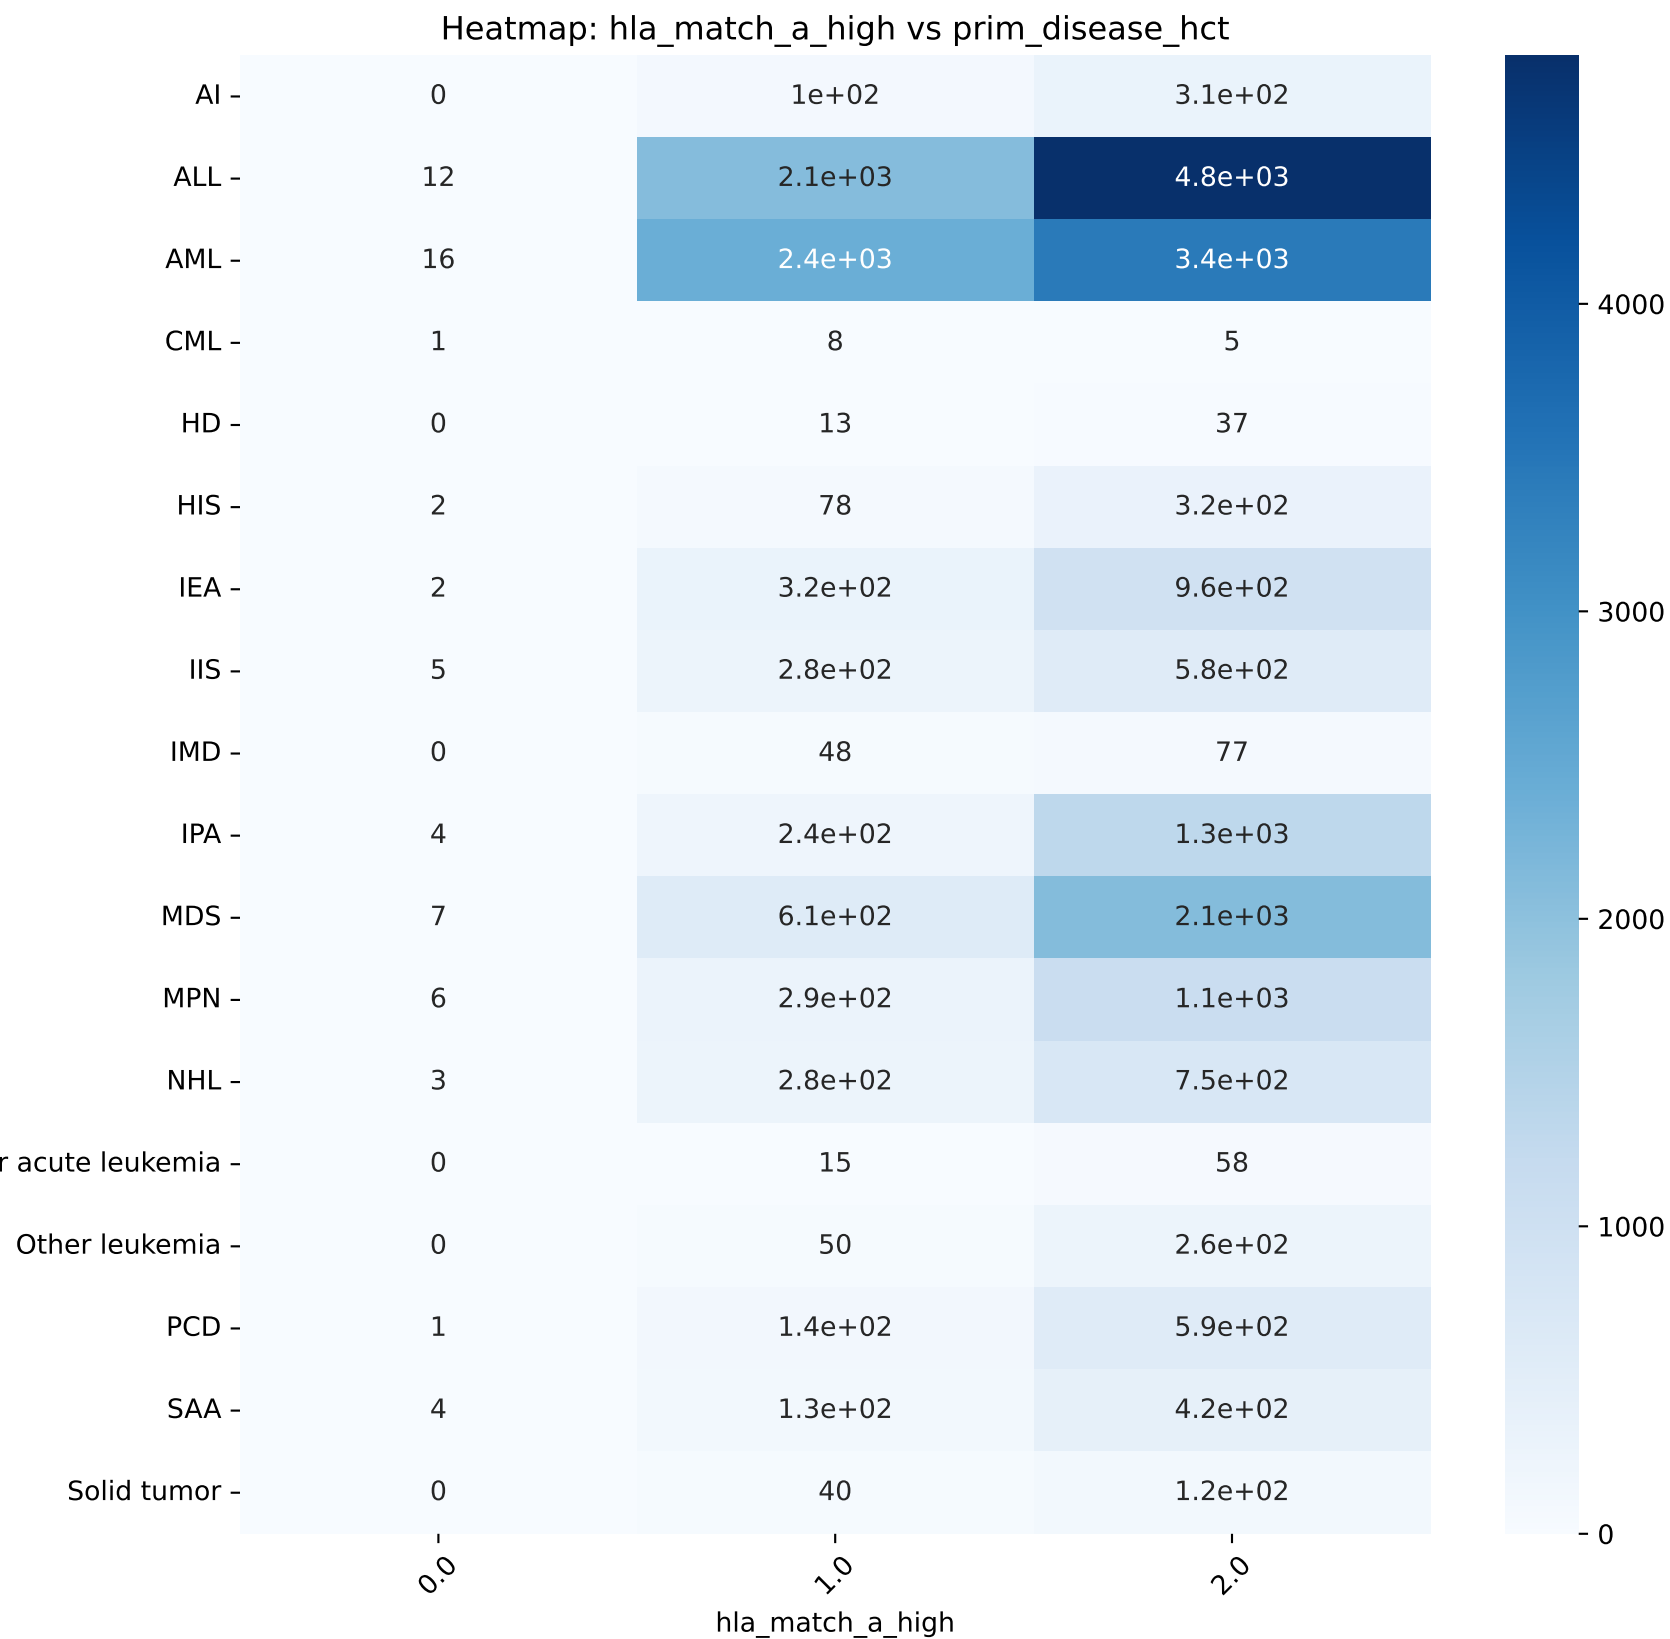 Heatmap: hla_match_a_high vs prim_disease_hct
AI 0 1e+02 3.1e+02
ALL 12 2.1e+03 4.8e+03
AML 16 2.4e+03 3.4e+03
4000
CML 1 8 5
HD 0 13 37
HIS 2 78 3.2e+02
IEA 2 3.2e+02 9.6e+02
3000
IIS 5 2.8e+02 5.8e+02
IMD 0 48 77
IPA 4 2.4e+02 1.3e+03
MDS 7 6.1e+02 2.1e+03
2000
MPN 6 2.9e+02 1.1e+03
NHL 3 2.8e+02 7.5e+02
r acute leukemia 0 15 58
Other leukemia 0 50 2.6e+02
1000
PCD 1 1.4e+02 5.9e+02
SAA 4 1.3e+02 4.2e+02
Solid tumor 0 40 1.2e+02
0
0.0 1.0 2.0
hla_match_a_high